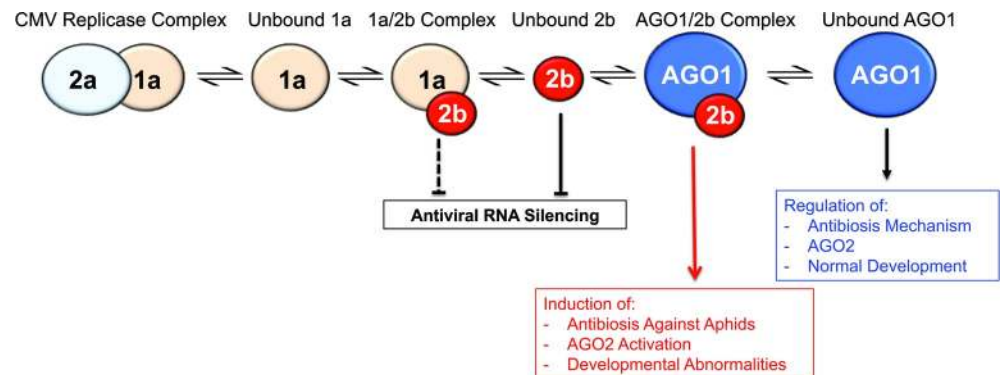 CMV Replicase Complex Unbound 1a 1a/2b Complex Unbound 2b AGO1/2b Complex Unbound AGO1
2a 1a 1a 1a 2b 2b AGO1 2b AGO1
Antiviral RNA Silencing
Regulation of:
- Antibiosis Mechanism
- AGO2
- Normal Development
Induction of:
- Antibiosis Against Aphids
- AGO2 Activation
- Developmental Abnormalities